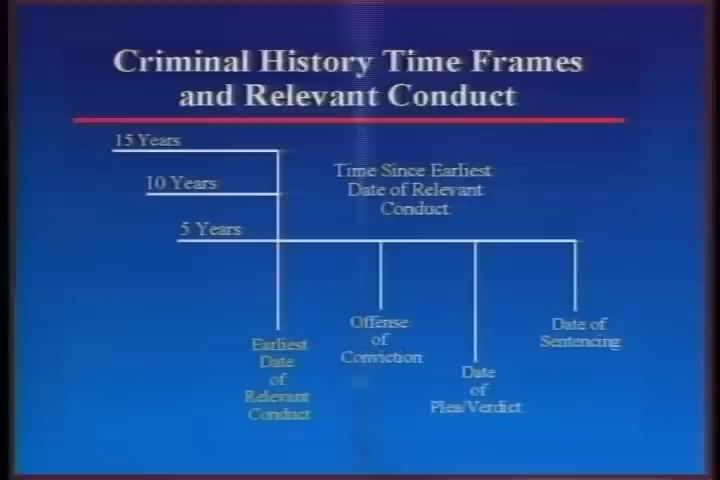 Criminal History Time Frames
and Relevant Conduct
15 Years
10 Years
Time Since Earliest
Date of Relevant
Conduct
5 Years
Earliest
Date
of
Relevant
Conduct
Offense
of
Conviction
Date
of
Plea/Verdict
Date of
Sentencing